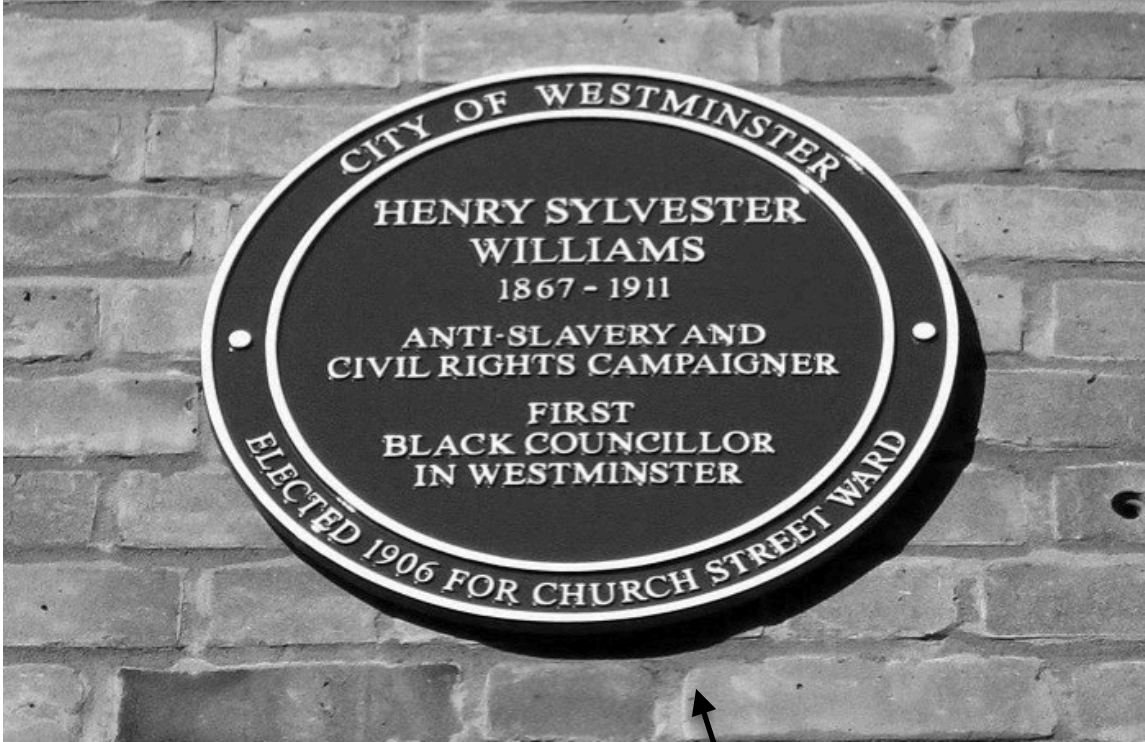 CITY OF WESTMINSTER
HENRY SYLVESTER
WILLIAMS
1867 - 1911
ANTI-SLAVERY AND
CIVIL RIGHTS CAMPAIGNER
FIRST
BLACK COUNCILLOR
IN WESTMINSTER
ELECTED 1906 FOR CHURCH STREET WARD